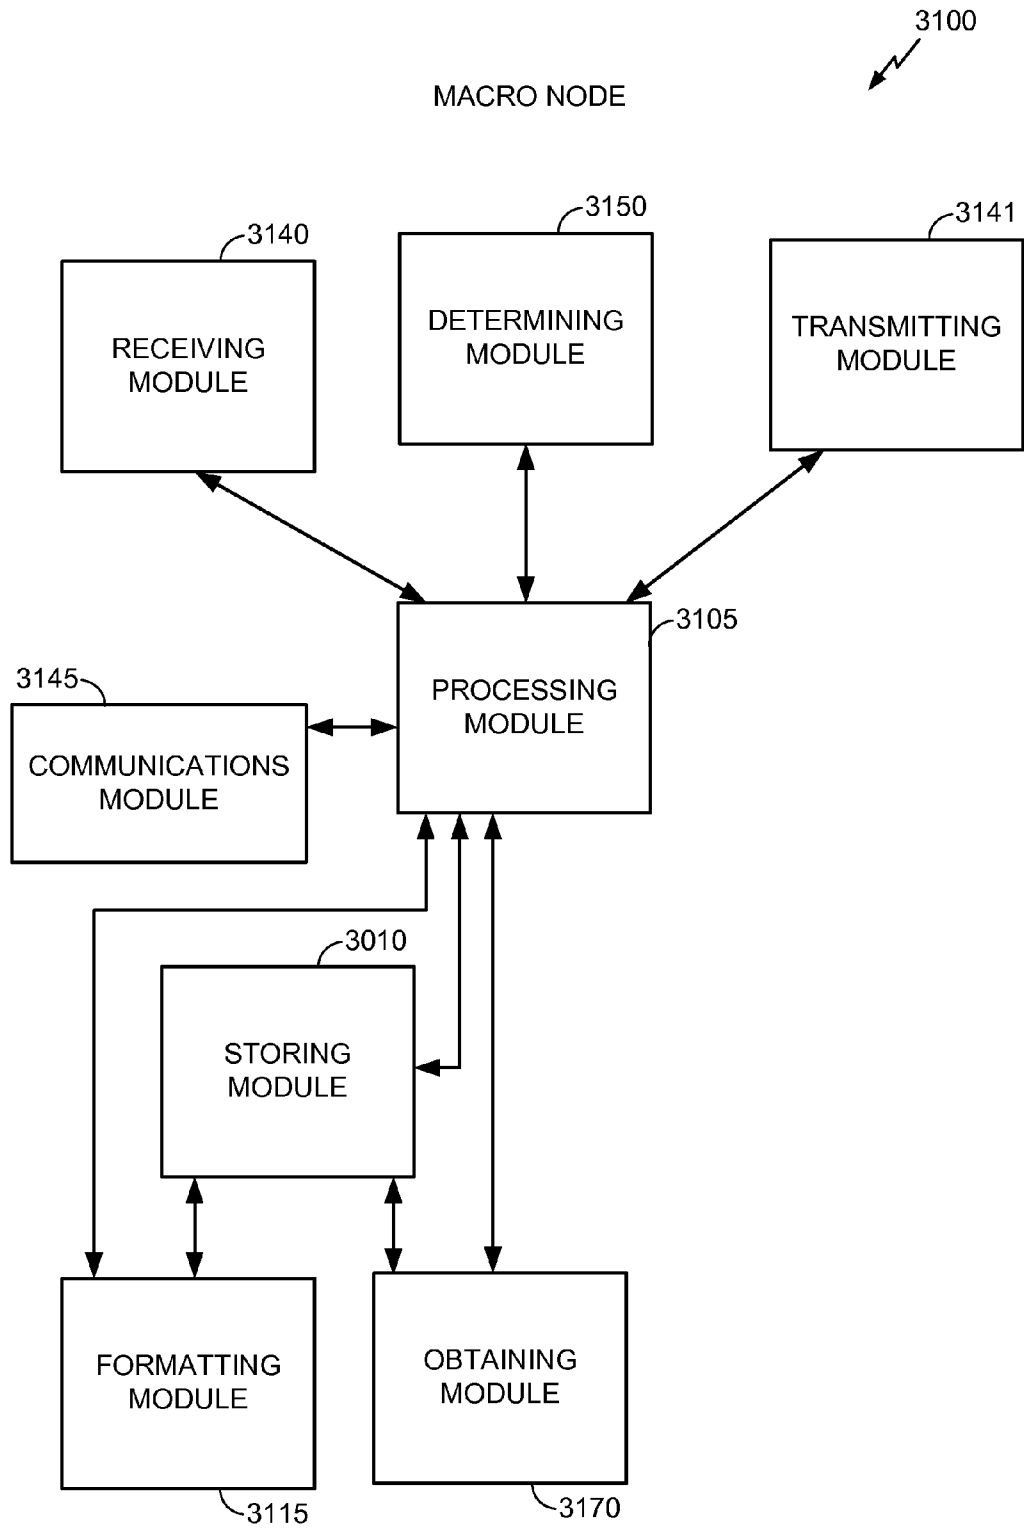 3100
MACRO NODE
3140
3150
3141
RECEIVING
MODULE
DETERMINING
MODULE
TRANSMITTING
MODULE
3105
PROCESSING
MODULE
3145
COMMUNICATIONS
MODULE
3010
STORING
MODULE
FORMATTING
MODULE
OBTAINING
MODULE
3115
3170